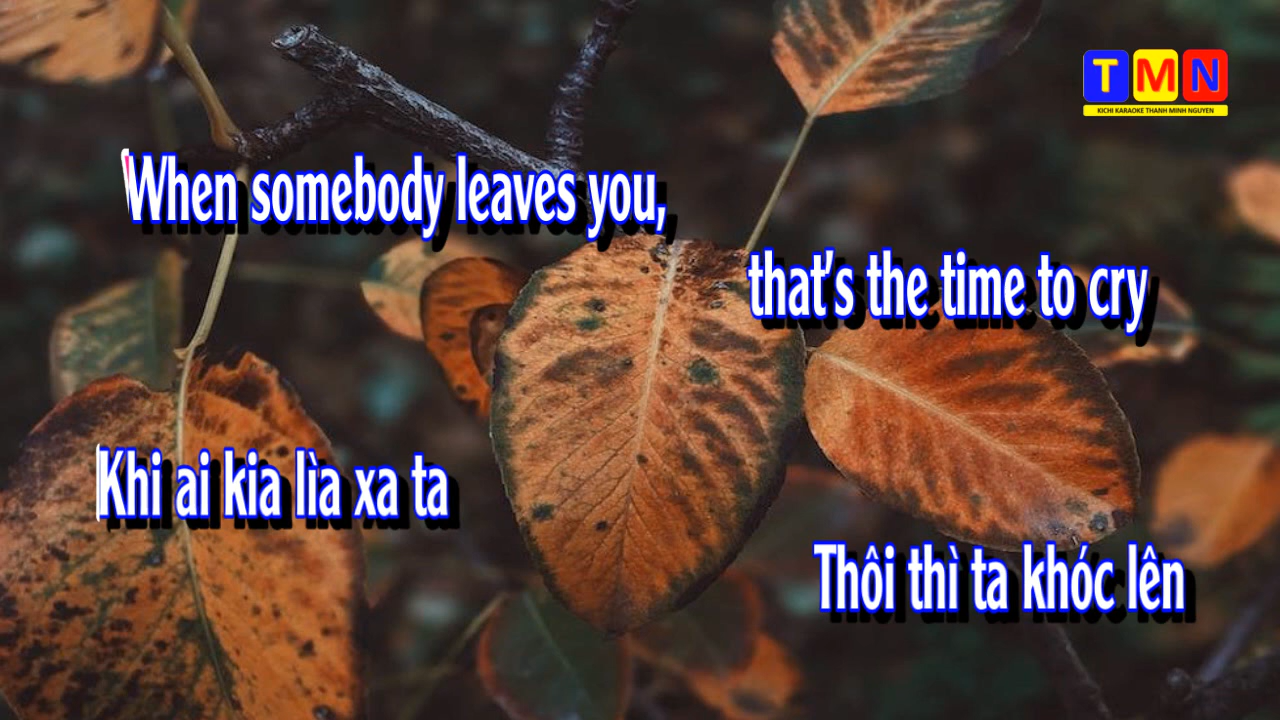 TMN
KICHI KARAOKE THANH MINH NGUYEN
When somebody leaves you,
that's the time to cry
Khi ai kia lìa xa ta
Thôi thì ta khóc lên